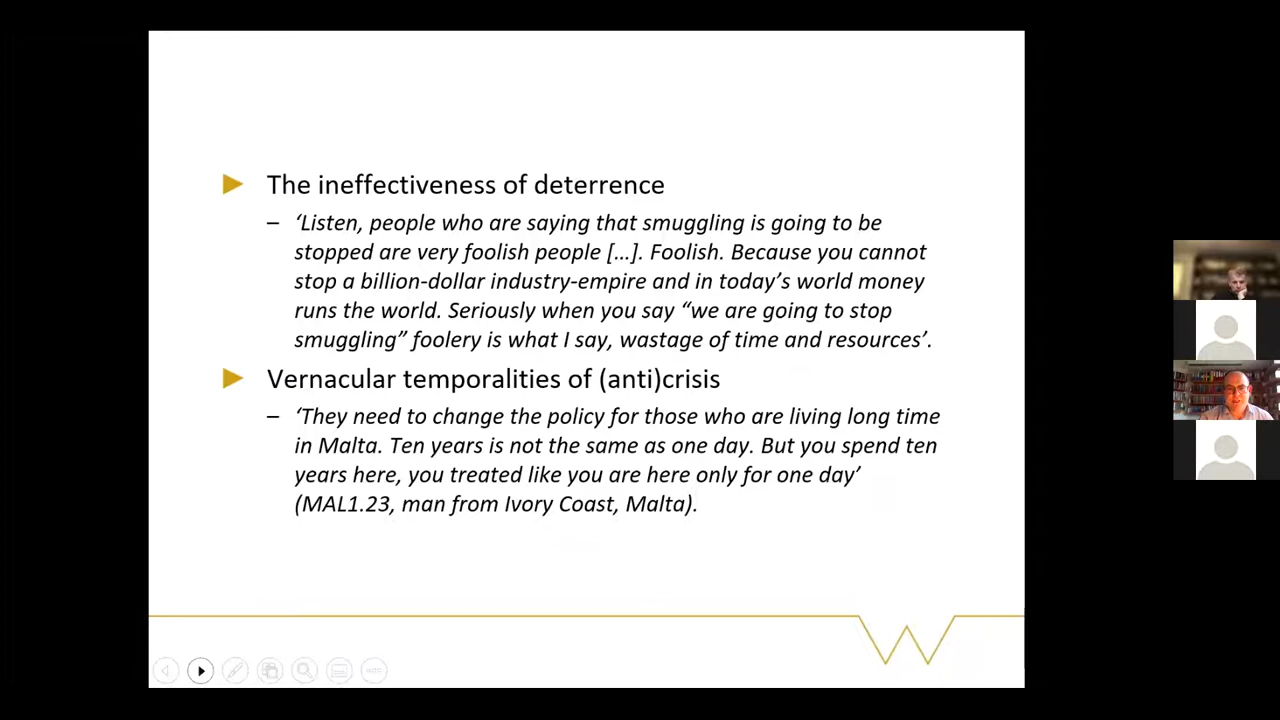 The ineffectiveness of deterrence
– ‘Listen, people who are saying that smuggling is going to be
stopped are very foolish people […]. Foolish. Because you cannot
stop a billion-dollar industry-empire and in today’s world money
runs the world. Seriously when you say “we are going to stop
smuggling” foolery is what I say, wastage of time and resources’.
Vernacular temporalities of (anti)crisis
– ‘They need to change the policy for those who are living long time
in Malta. Ten years is not the same as one day. But you spend ten
years here, you treated like you are here only for one day’
(MAL1.23, man from Ivory Coast, Malta).